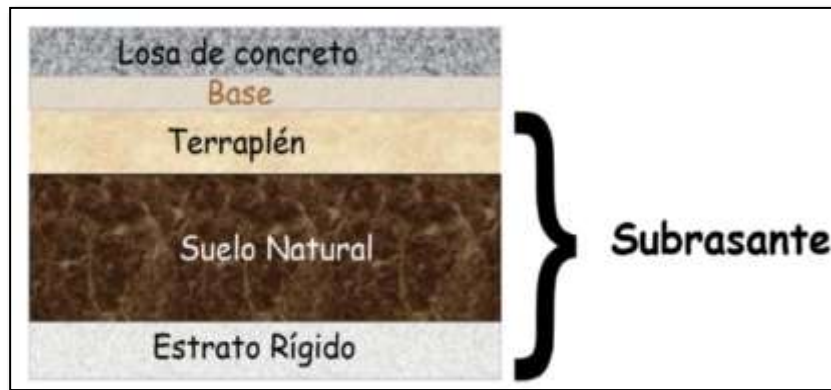 Losa de concreto
Base
Terraplén
Suelo Natural
Subrasante
Estrato Rígido